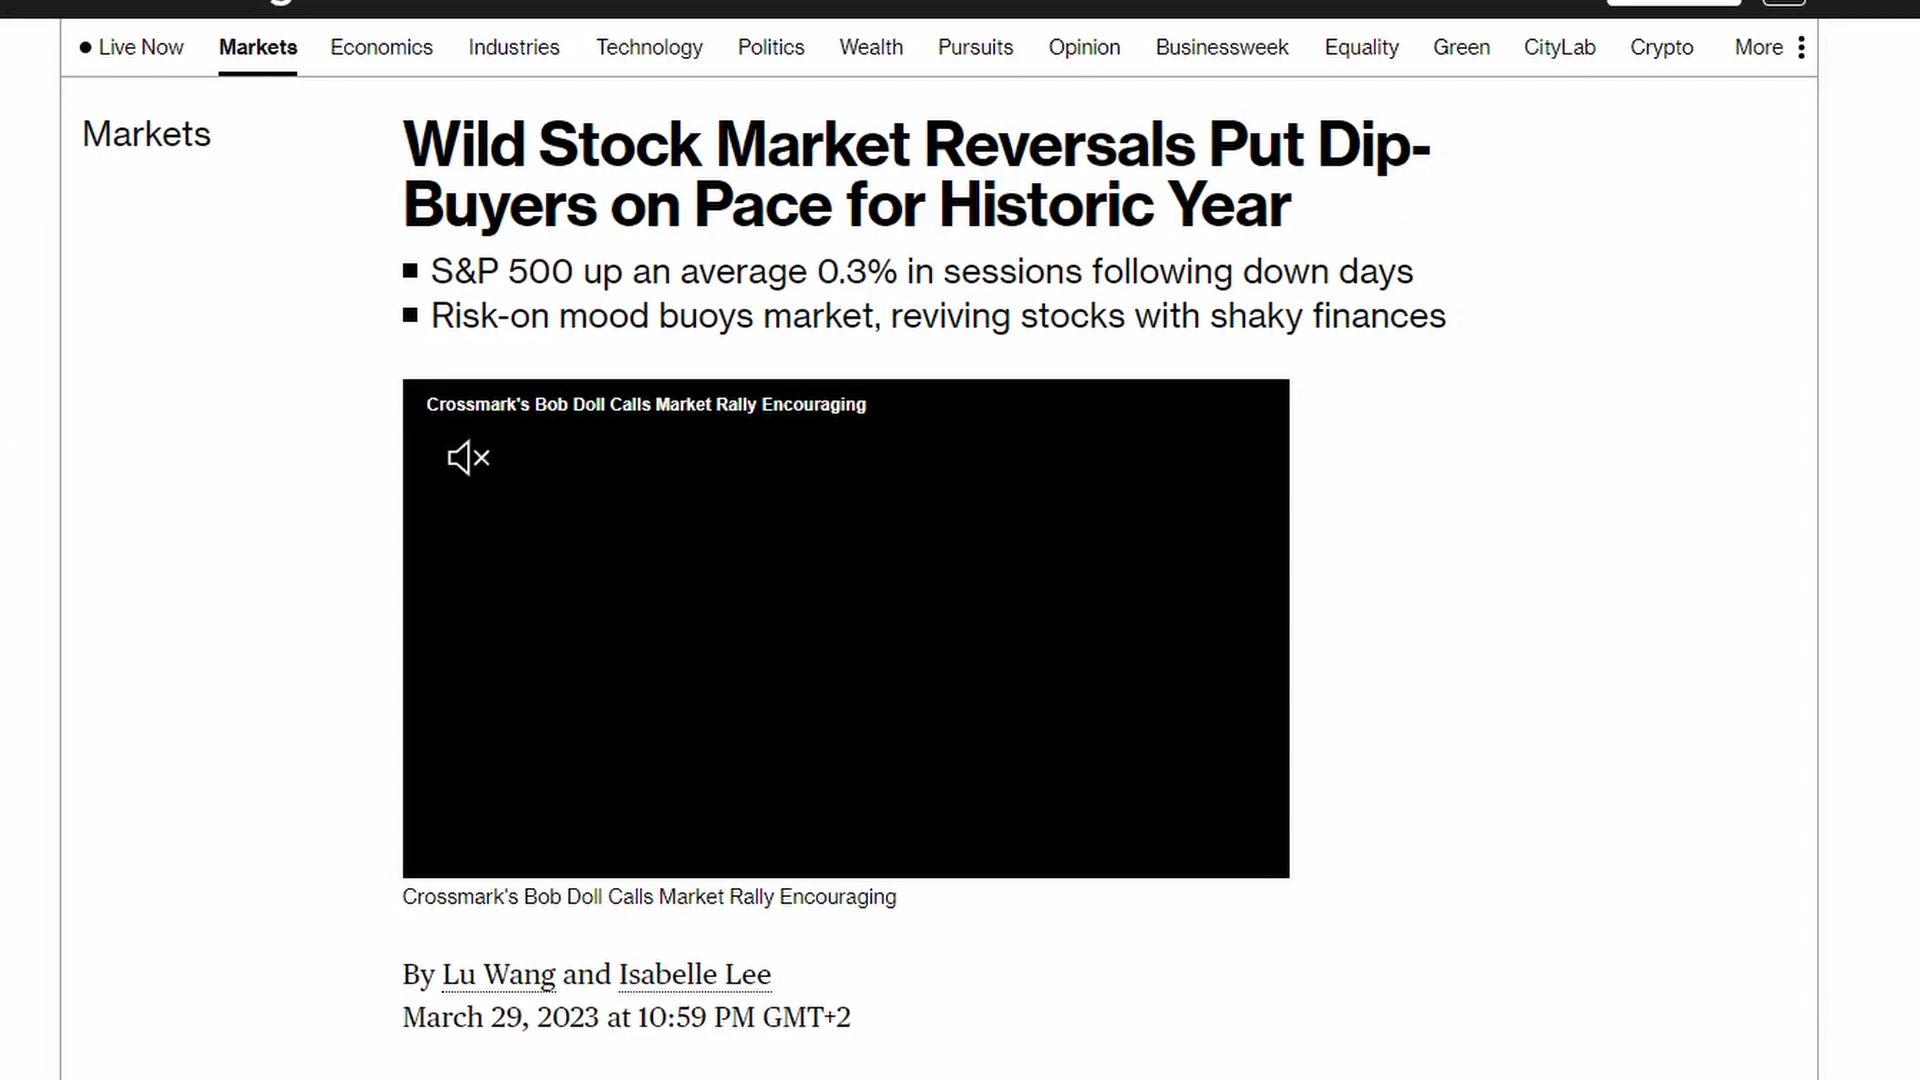 Live Now Markets Economics Industries Technology Politics Wealth Pursuits Opinion Businessweek Equality Green CityLab Crypto More
Markets
Wild Stock Market Reversals Put Dip-
Buyers on Pace for Historic Year
S&P 500 up an average 0.3% in sessions following down days
Risk-on mood buoys market, reviving stocks with shaky finances
Crossmark's Bob Doll Calls Market Rally Encouraging
Crossmark's Bob Doll Calls Market Rally Encouraging
By Lu Wang and Isabelle Lee
March 29, 2023 at 10:59 PM GMT+2